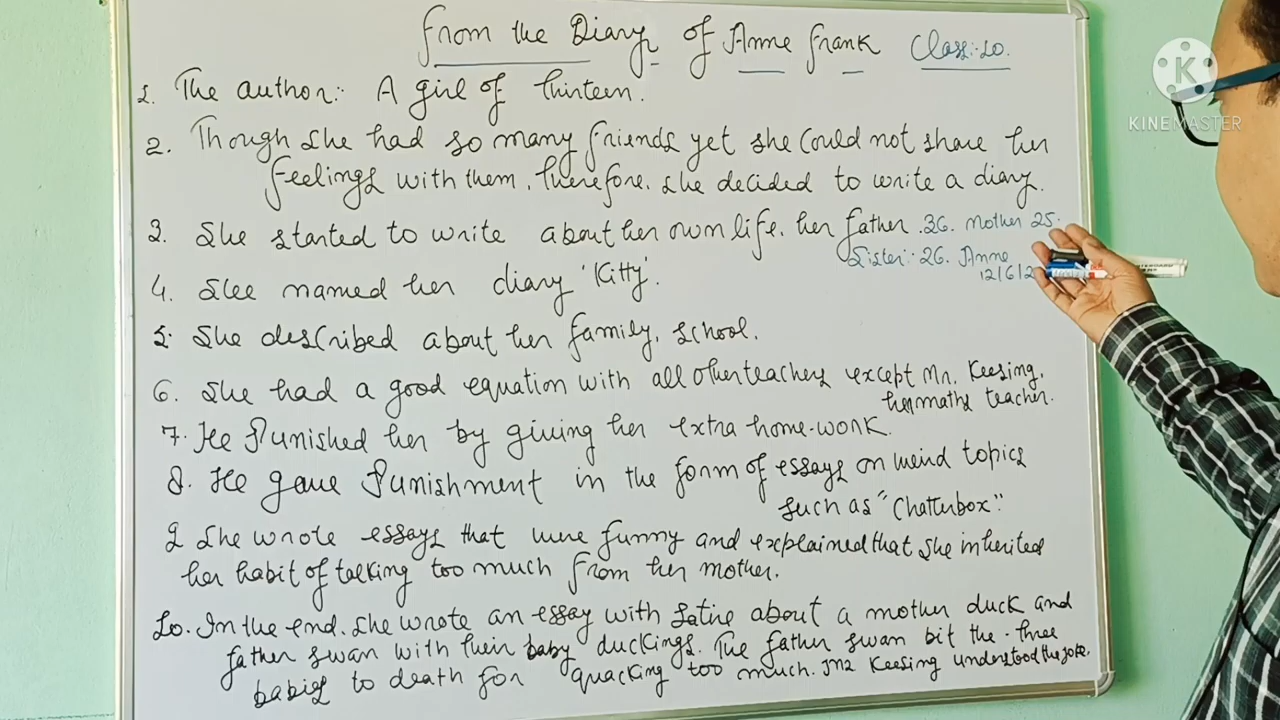 From the Diary of Anne Frank Class:-10.
1. The author:- A girl of thirteen.
2. Though she had so many friends yet she could not share her
feelings with them. therefore. she decided to write a diary.
3. She started to write about her own life. her father .36. Mother 25.
Sister:-26. Anne
12/6/2
4. She named her diary 'Kitty'.
5. She described about her family, school.
6. She had a good equation with all other teachers except Mr. Keesing.
her maths teacher.
7. He Punished her by giving her extra home-work.
8. He gave Punishment in the form of essays on weird topics
such as "Chatterbox".
9. She wrote essays that were funny and explained that she inherited
her habit of talking too much from her mother.
10. In the end. she wrote an essay with satire about a mother duck and
father swan with their baby duckings. The father swan bit the three
babies to death for quacking too much. Keesing understood the joke.
KINEMASTER
K